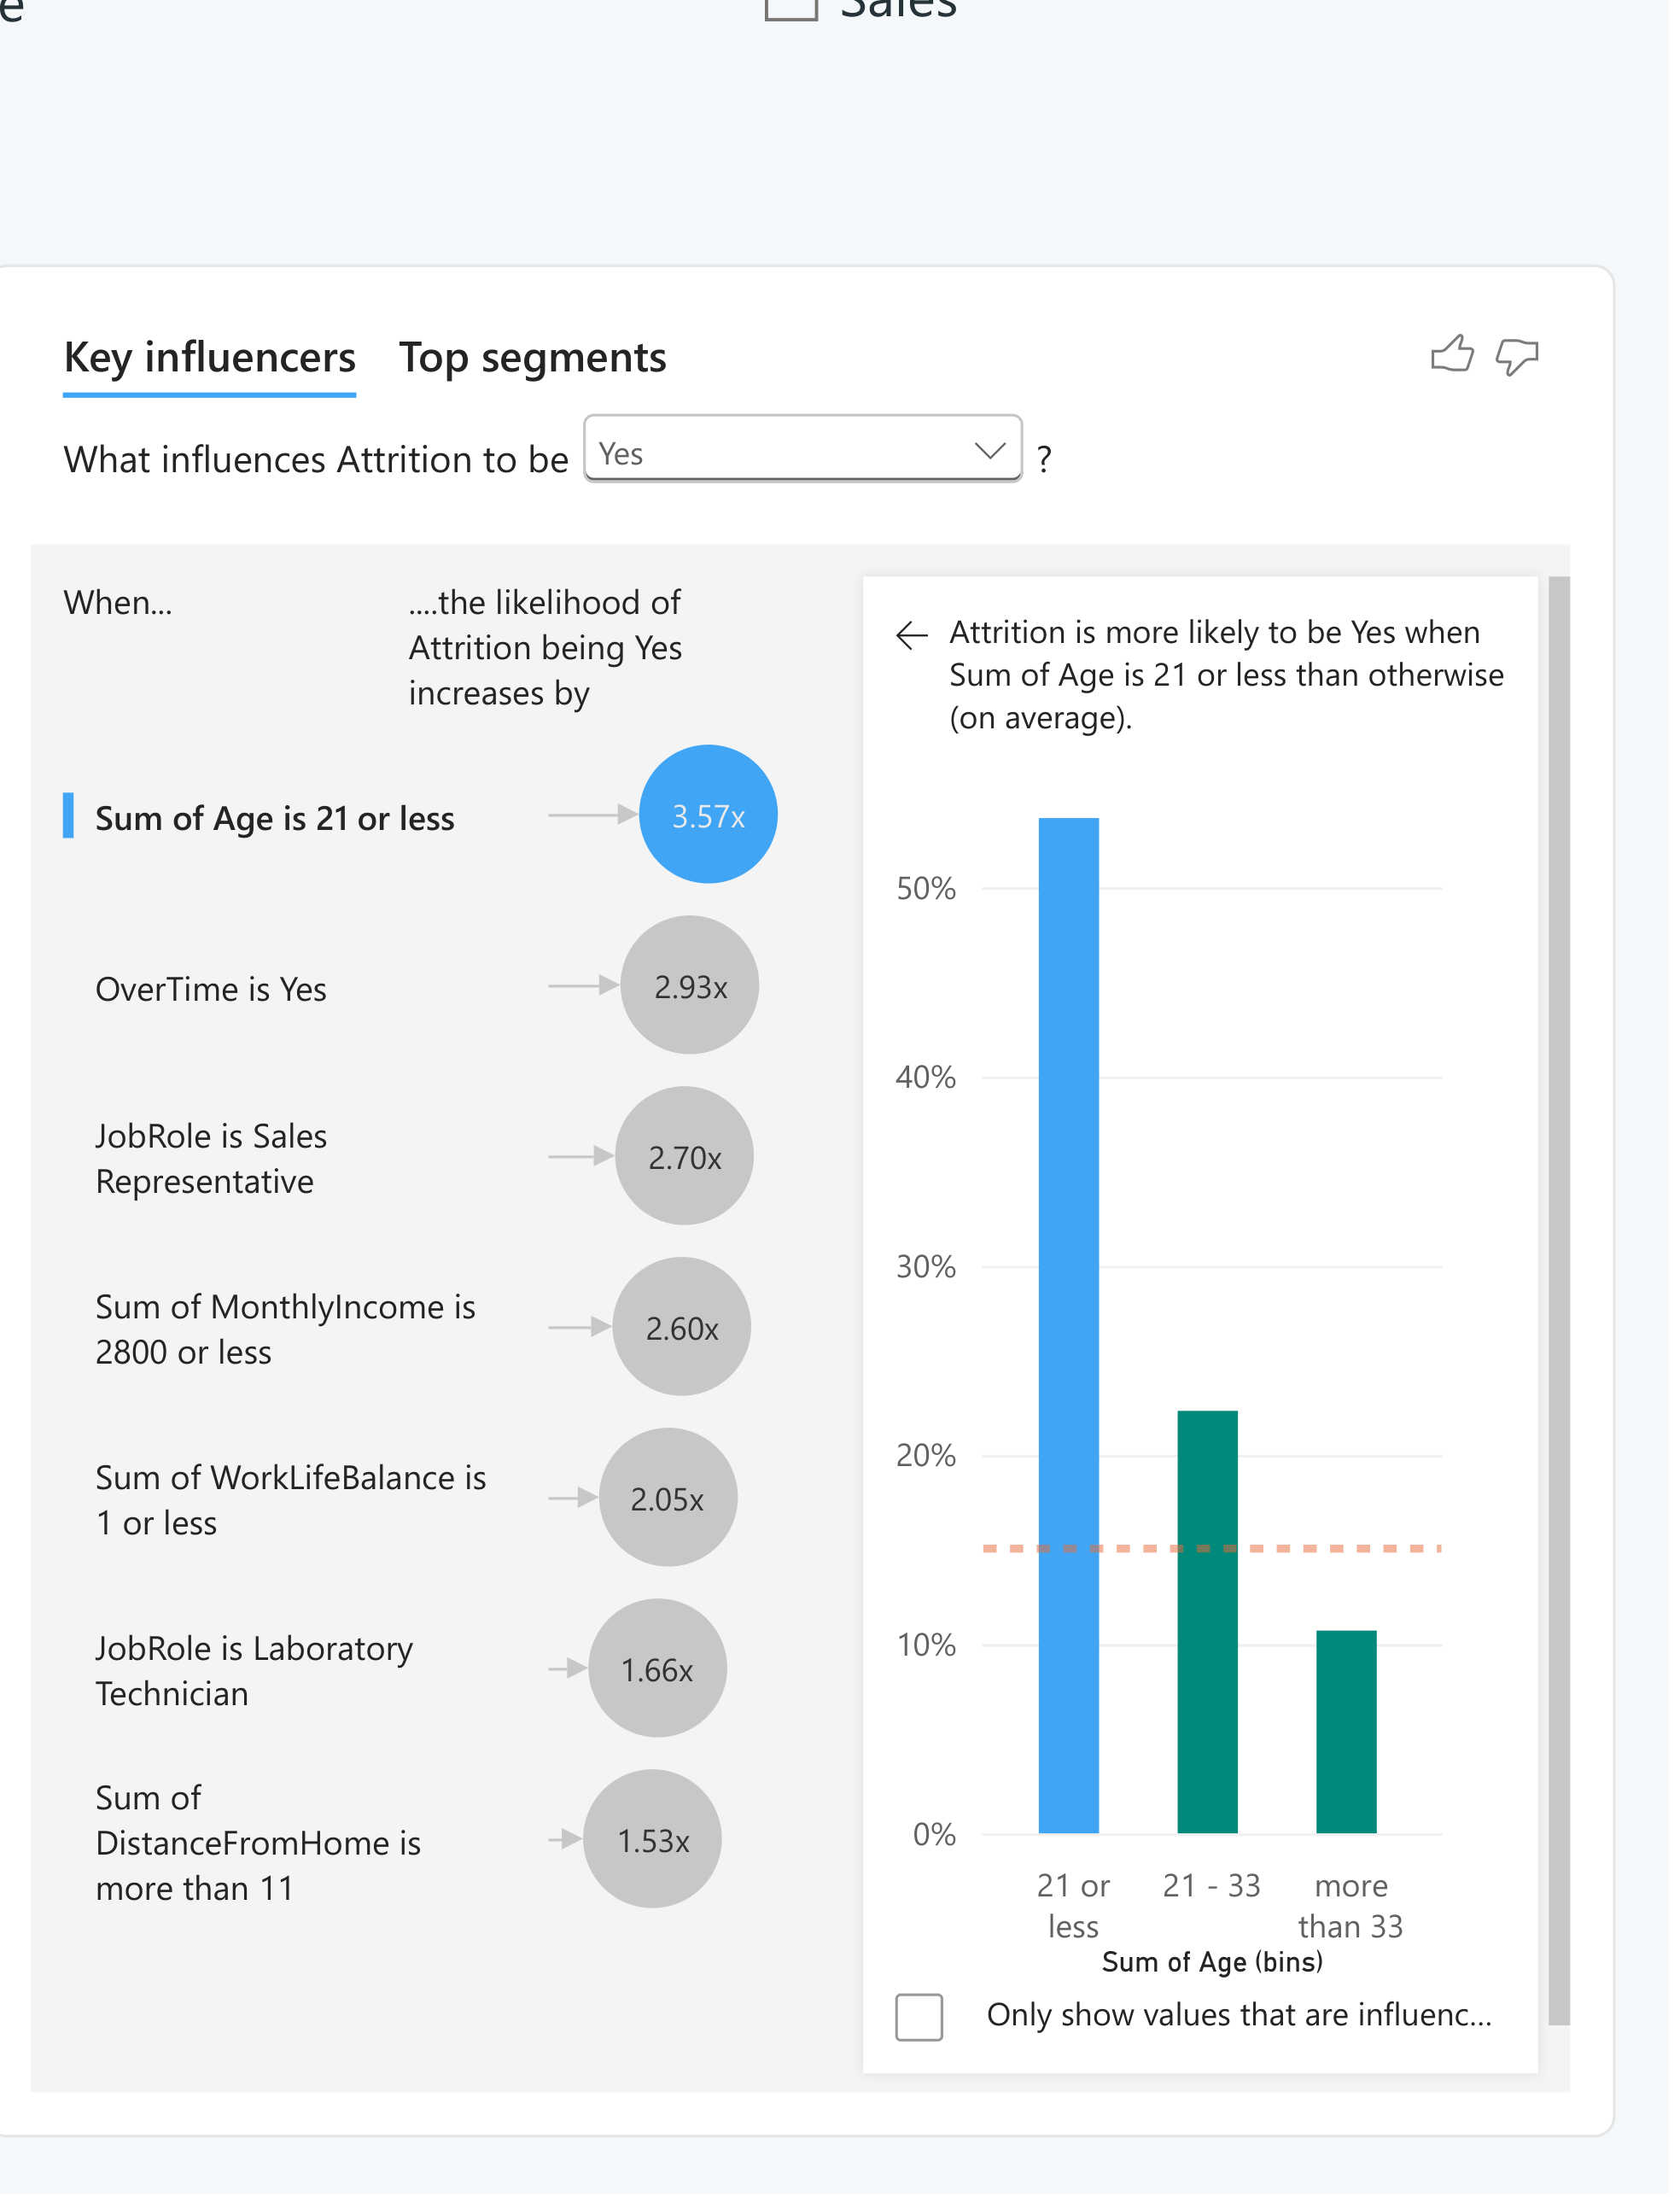 e
Sales
Key influencers Top segments
What influences Attrition to be Yes ?
When...
....the likelihood of
Attrition being Yes
increases by
Sum of Age is 21 or less
3.57x
OverTime is Yes
2.93x
JobRole is Sales
Representative
2.70x
Sum of MonthlyIncome is
2800 or less
2.60x
Sum of WorkLifeBalance is
1 or less
2.05x
JobRole is Laboratory
Technician
1.66x
Sum of
DistanceFromHome is
more than 11
1.53x
Attrition is more likely to be Yes when
Sum of Age is 21 or less than otherwise
(on average).
50%
40%
30%
20%
10%
0%
21 or
less
21 - 33
more
than 33
Sum of Age (bins)
Only show values that are influenc...